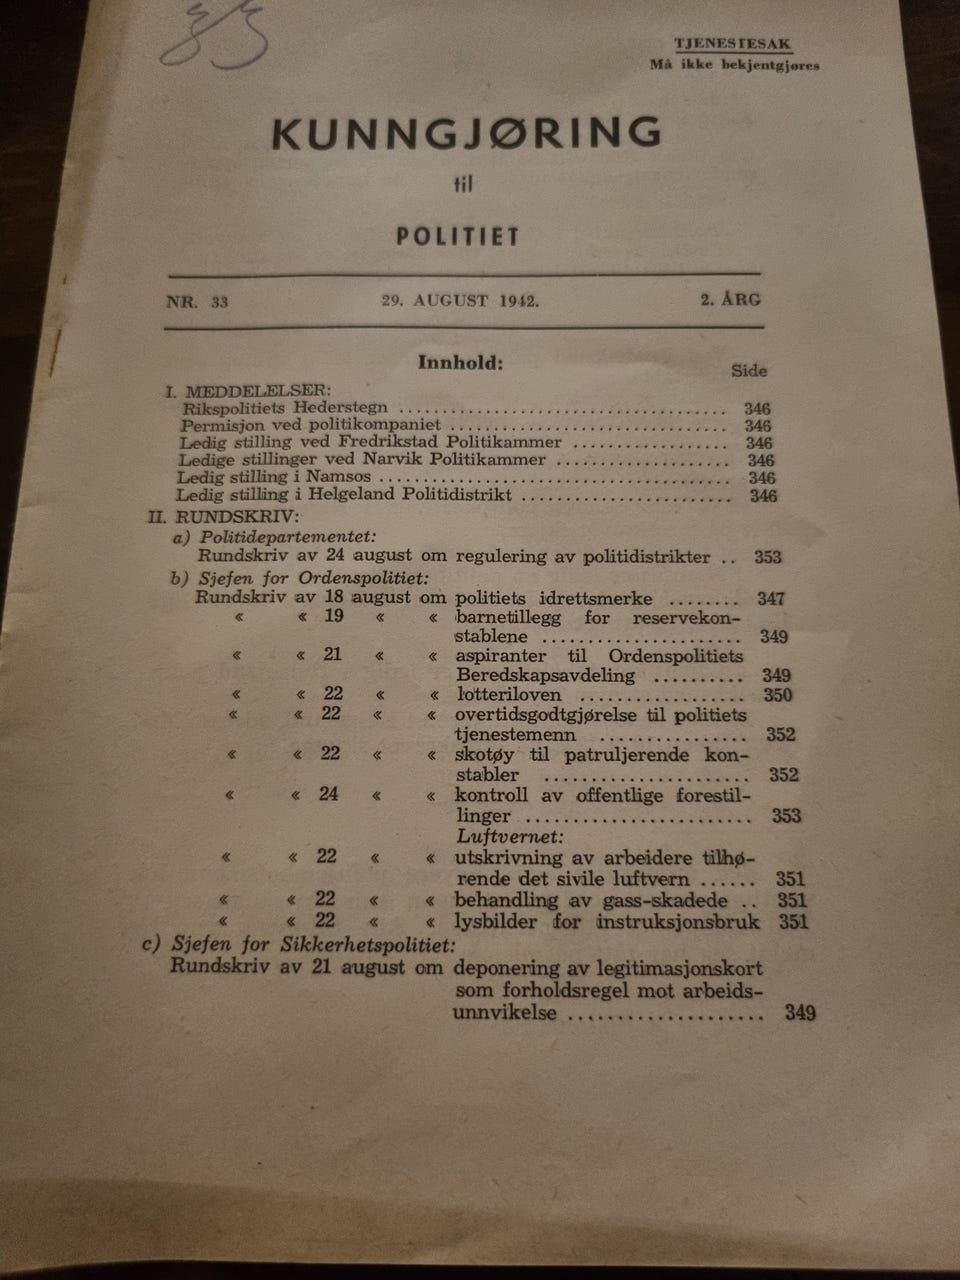 33
TJENESTESAK
Må ikke bekjentgjøres
KUNNGJØRING
til
POLITIET
NR. 33 29. AUGUST 1942. 2. ÅRG
Innhold:
Side
I. MEDDELELSER:
Rikspolitiets Hederstegn ........................................ 346
Permisjon ved politikompaniet .................................. 346
Ledig stilling ved Fredrikstad Politikammer .................. 346
Ledige stillinger ved Narvik Politikammer .................... 346
Ledig stilling i Namsos ......................................... 346
Ledig stilling i Helgeland Politidistrikt ........................ 346
II. RUNDSKRIV:
a) Politidepartementet:
Rundskriv av 24 august om regulering av politidistrikter .. 353
b) Sjefen for Ordenspolitiet:
Rundskriv av 18 august om politiets idrettsmerke ........ 347
« « 19 « « barnetillegg for reservekon-
stablene ....................... 349
« « 21 « « aspiranter til Ordenspolitiets
Beredskapsavdeling .......... 349
« « 22 « « lotteriloven .................. 350
« « 22 « « overtidsgodtgjørelse til politiets
tjenestemenn ................ 352
« « 22 « « skotøy til patruljerende kon-
stabler ....................... 352
« « 24 « « kontroll av offentlige forestil-
linger ......................... 353
Luftvernet:
« « 22 « « utskrivning av arbeidere tilhø-
rende det sivile luftvern ...... 351
« « 22 « « behandling av gass-skadede .. 351
« « 22 « « lysbilder for instruksjonsbruk 351
c) Sjefen for Sikkerhetspolitiet:
Rundskriv av 21 august om deponering av legitimasjonskort
som forholdsregel mot arbeids-
unnvikelse .................... 349